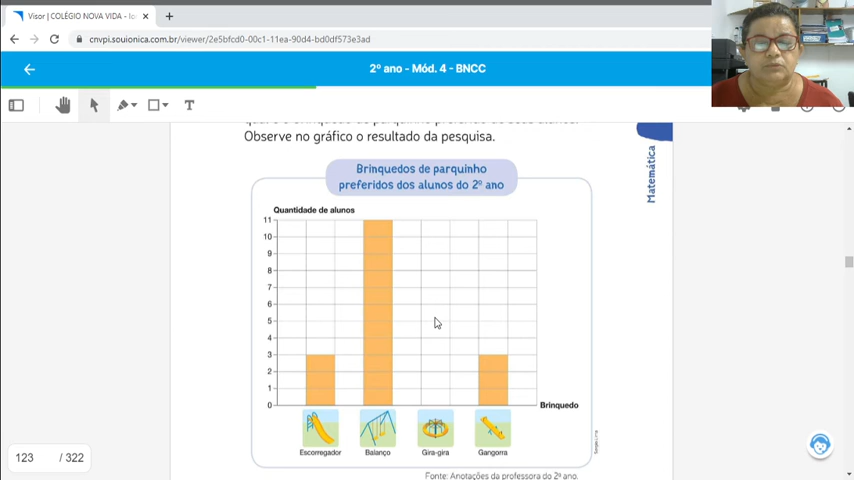 Visor | COLÉGIO NOVA VIDA - Ion
cnvpi.souionica.com.br/viewer/2e5bfcd0-00c1-11ea-90d4-bd0df573e3ad
2º ano - Mód. 4 - BNCC
T
Observe no gráfico o resultado da pesquisa.
Matemática
Brinquedos de parquinho
preferidos dos alunos do 2º ano
Quantidade de alunos
11
10
9
8
7
6
5
4
3
2
1
0
Brinquedo
Escorregador Balanço Gira-gira Gangorra
Fonte: Anotações da professora do 2º ano.
123 / 322